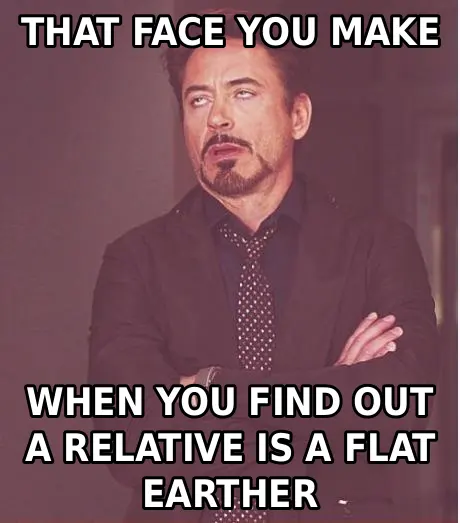 THAT FACE YOU MAKE
WHEN YOU FIND OUT
A RELATIVE IS A FLAT
EARTHER